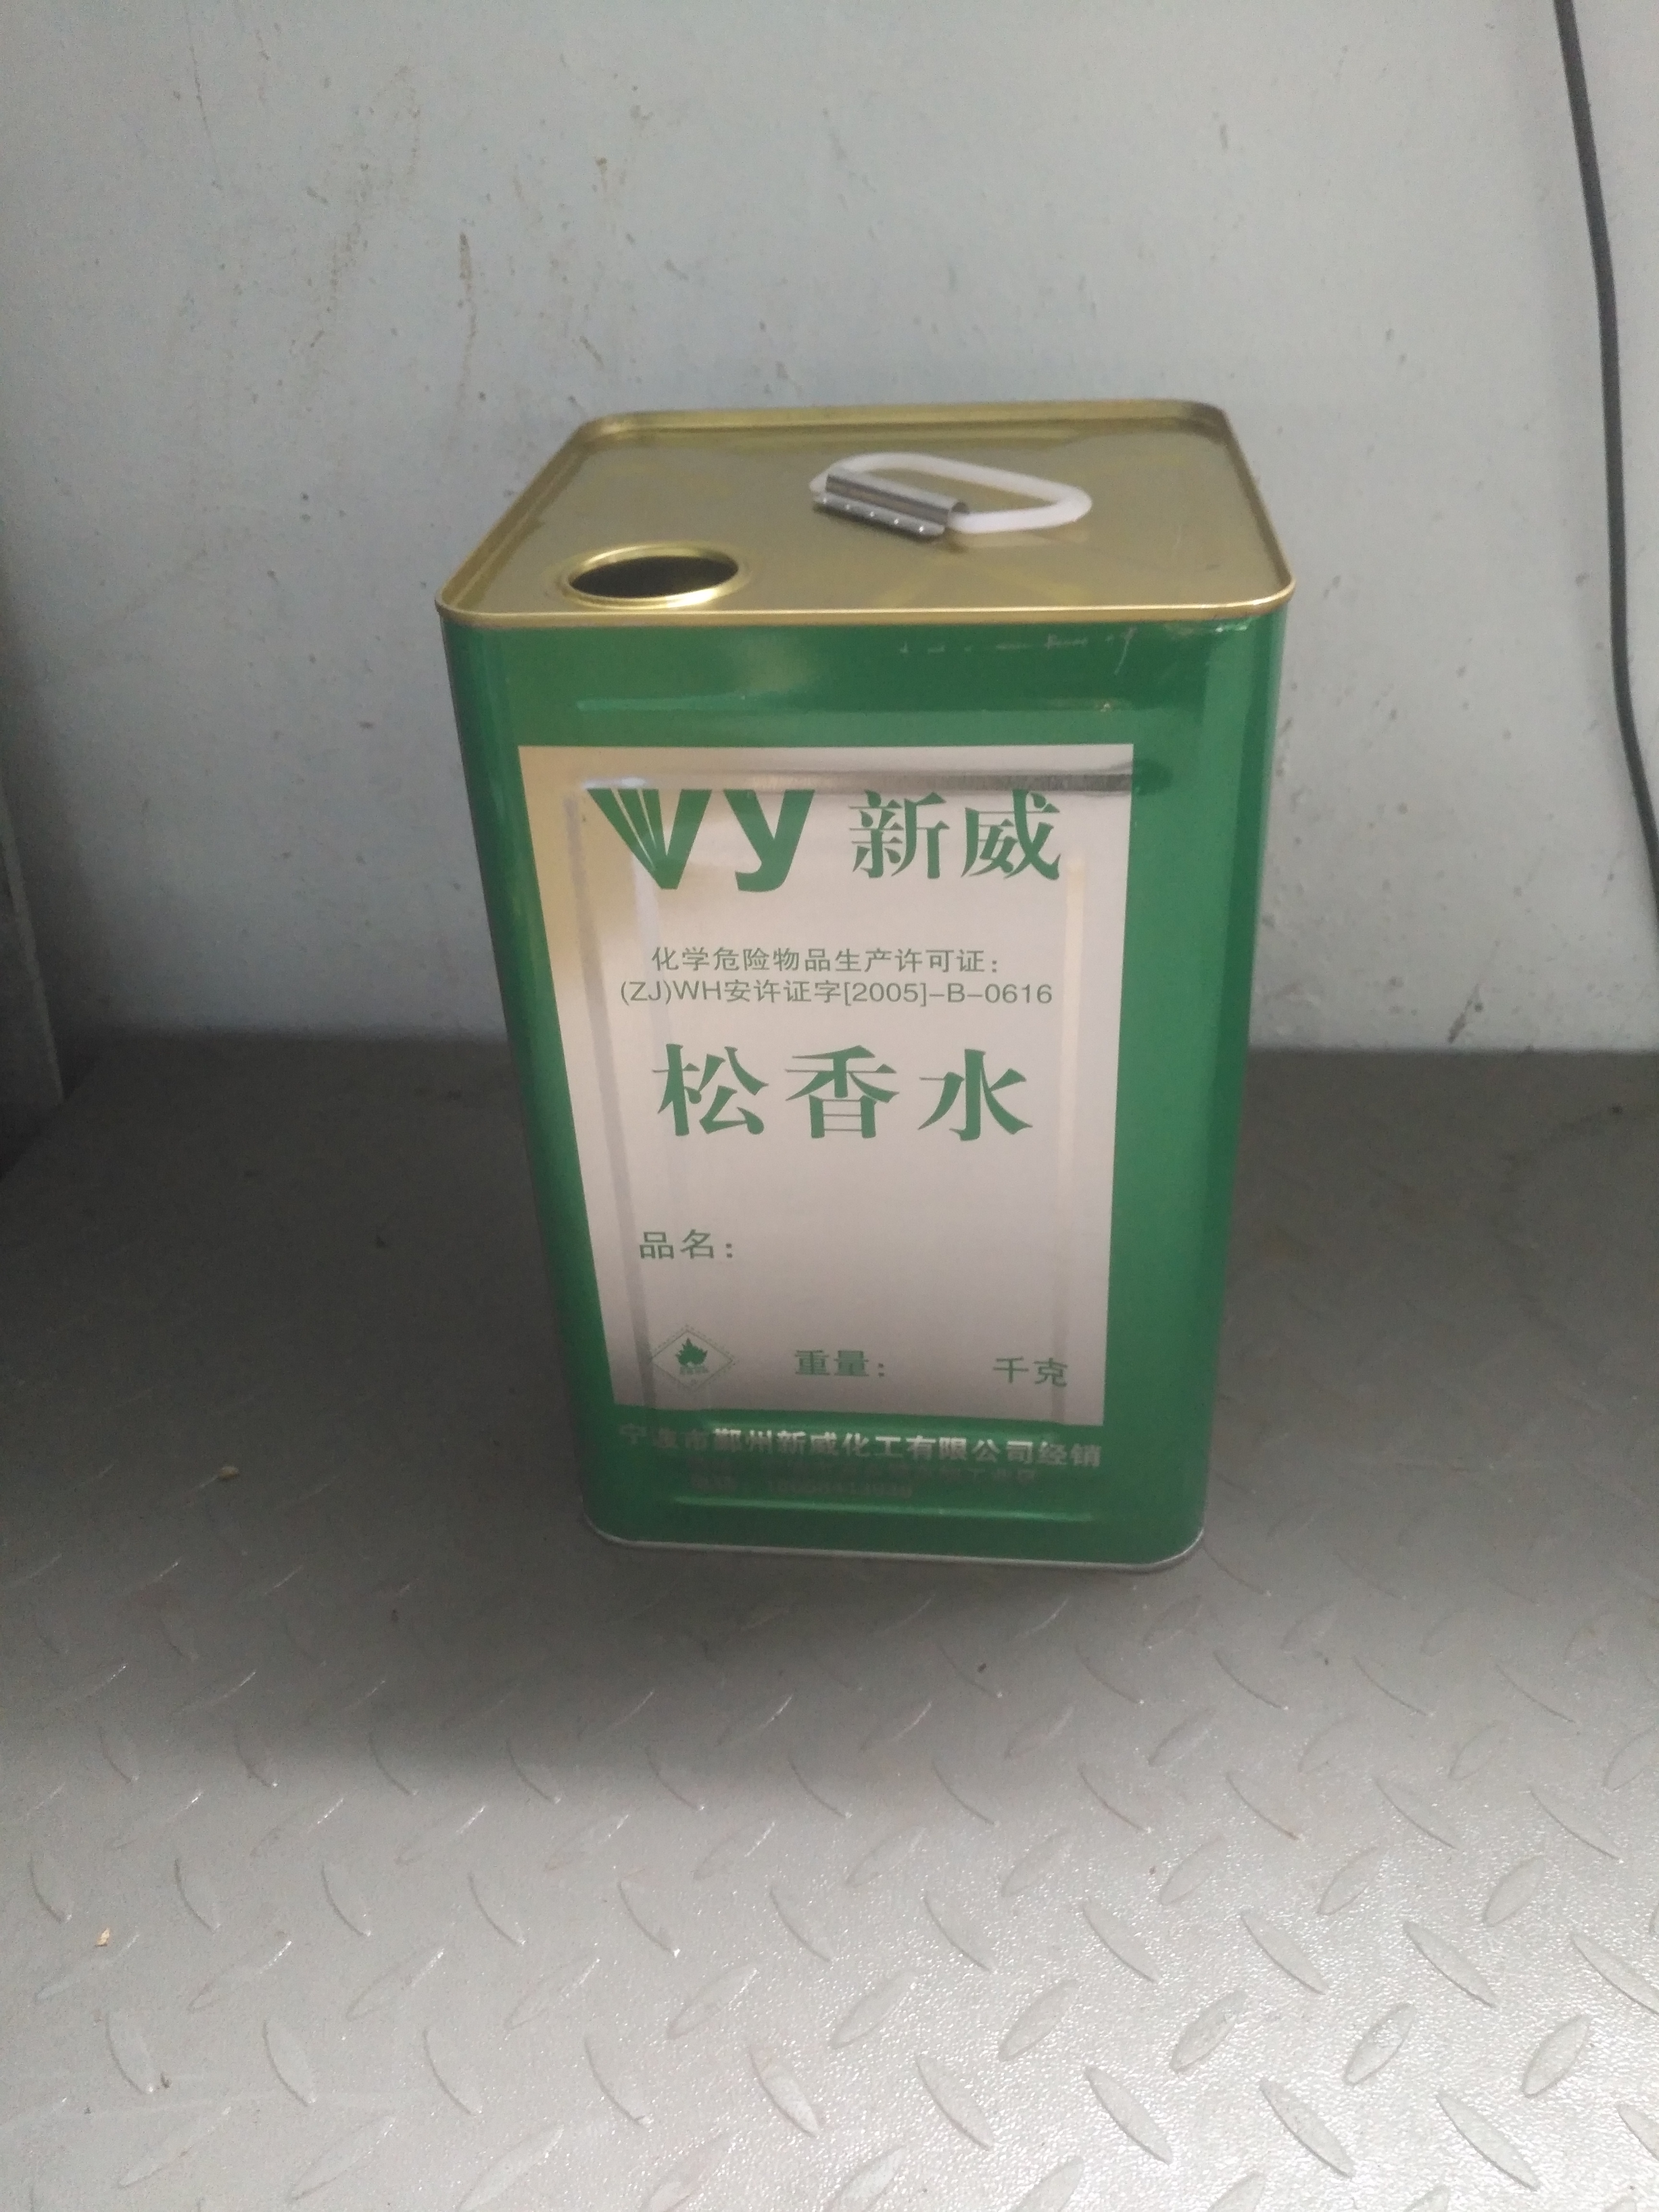 VY 新威
化学危险物品生产许可证：
(ZJ)WH安许证字[2005]-B-0616
松香水
品名：
重量： 千克
宁波市鄞州新威化工有限公司经销